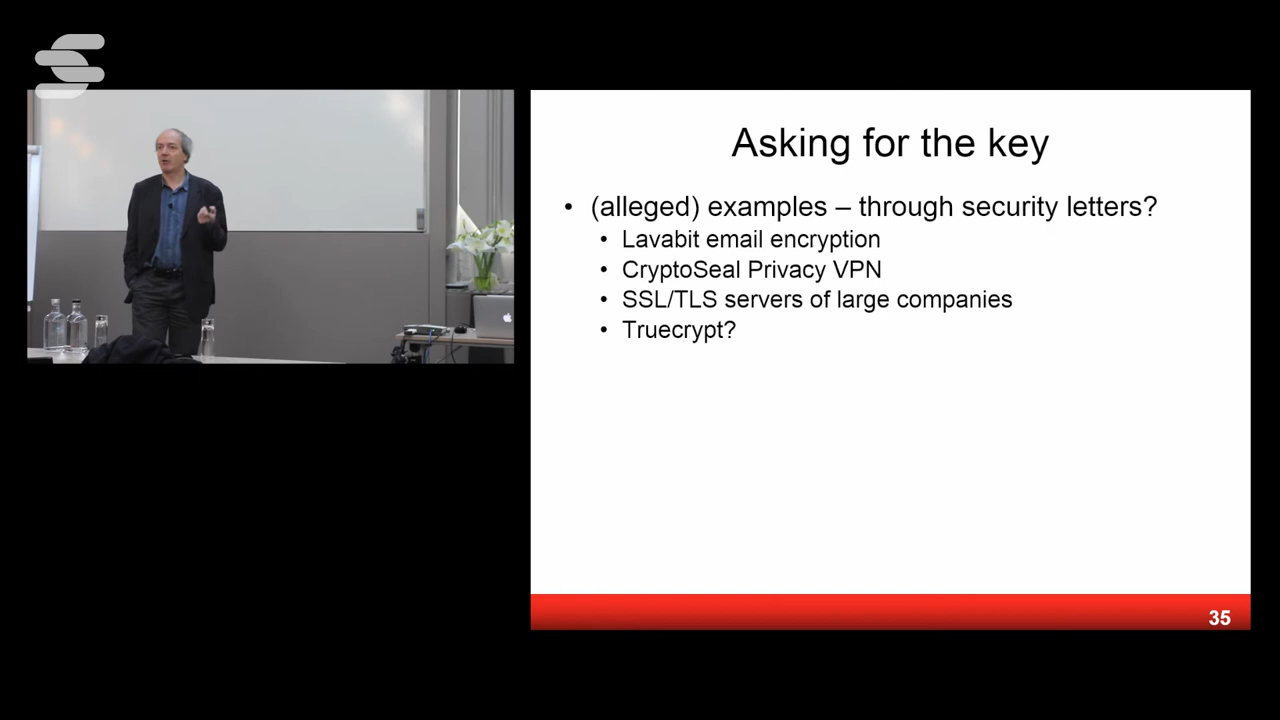 Asking for the key
• (alleged) examples – through security letters?
• Lavabit email encryption
• CryptoSeal Privacy VPN
• SSL/TLS servers of large companies
• Truecrypt?
35